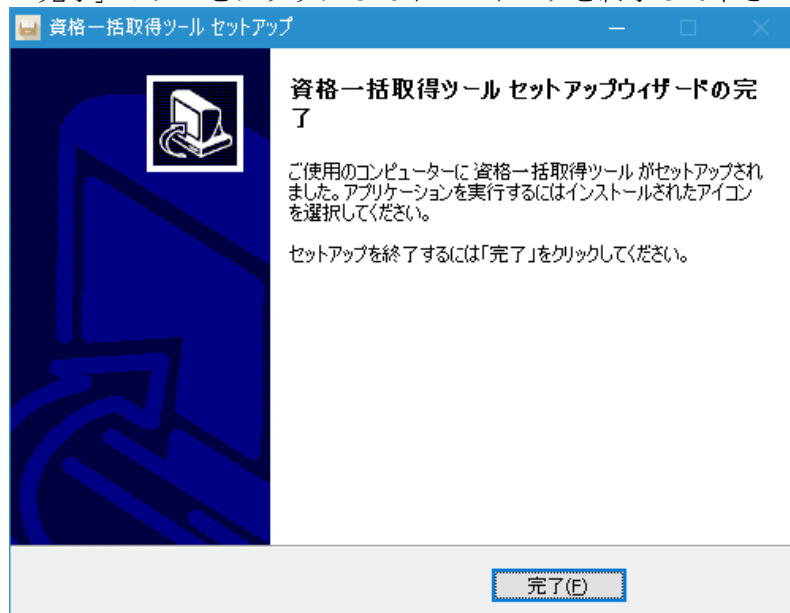 資格一括取得ツール セットアップ
資格一括取得ツール セットアップウィザードの完
了
ご使用のコンピューターに 資格一括取得ツール がセットアップされ
ました。アプリケーションを実行するにはインストールされたアイコン
を選択してください。
セットアップを終了するには「完了」をクリックしてください。
完了(F)